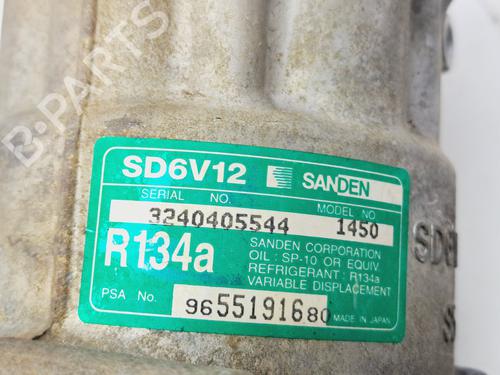 B-PARTS
SD6V12 SANDEN
SERIAL NO. MODEL NO
3240405544 1450
R134a
SANDEN CORPORATION
OIL : SP-10 OR EQUIV
REFRIGERANT : R134a
VARIABLE DISPLACEMENT
PSA No. 9655191680
MADE IN JAPAN